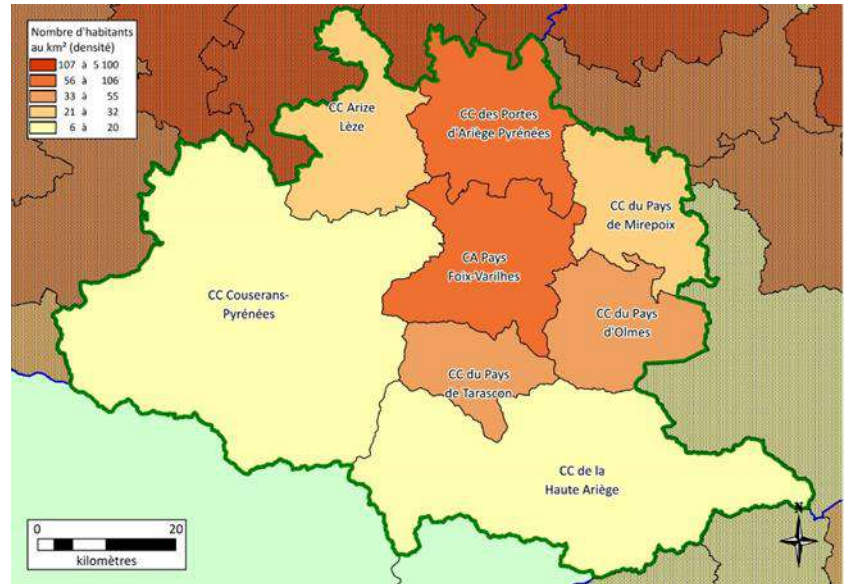 Nombre d'habitants
au km² (densité)
107 à 5 100
56 à 106
33 à 55
21 à 32
6 à 20
CC Arize
Lèze
CC des Portes
d'Ariège Pyrénées
CC du Pays
de Mirepoix
CA Pays
Foix-Varilhes
CC Couserans-
Pyrénées
CC du Pays
d'Olmes
CC du Pays
de Tarascon
CC de la
Haute Ariège
0 20
kilomètres
N